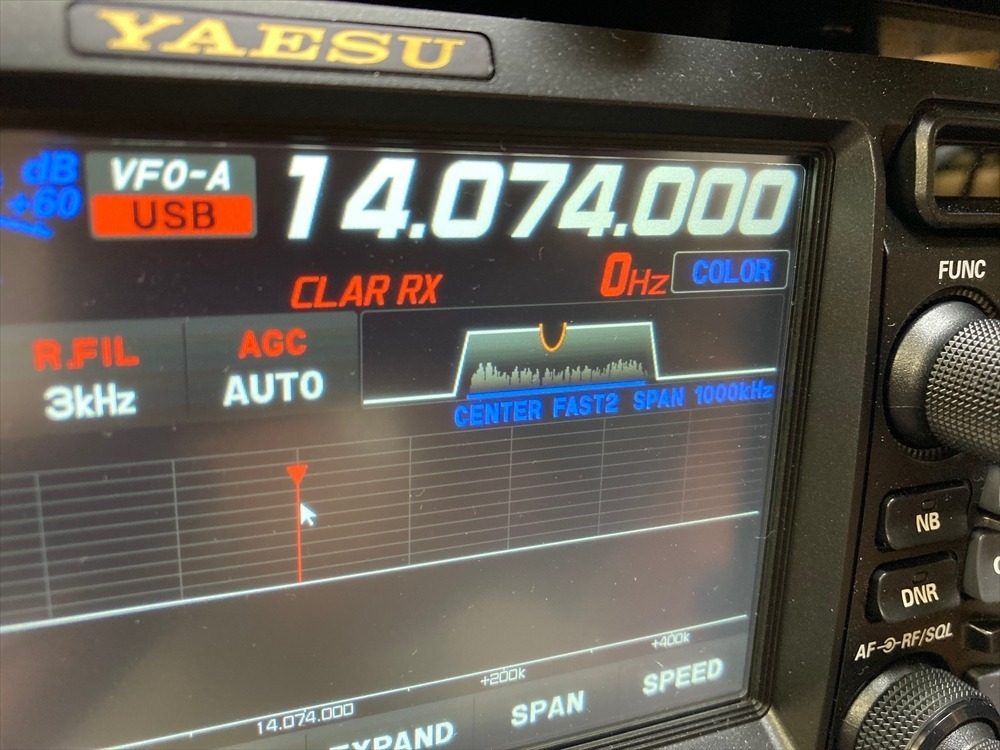 YAESU
dB
+60
VFO-A
USB
14.074.000
CLAR RX
0Hz
COLOR
FUNC
R.FIL
3kHz
AGC
AUTO
CENTER FAST2 SPAN 1000kHz
NB
DNR
AF RF/SQL
14.074.000
+200k
+400k
EXPAND
SPAN
SPEED